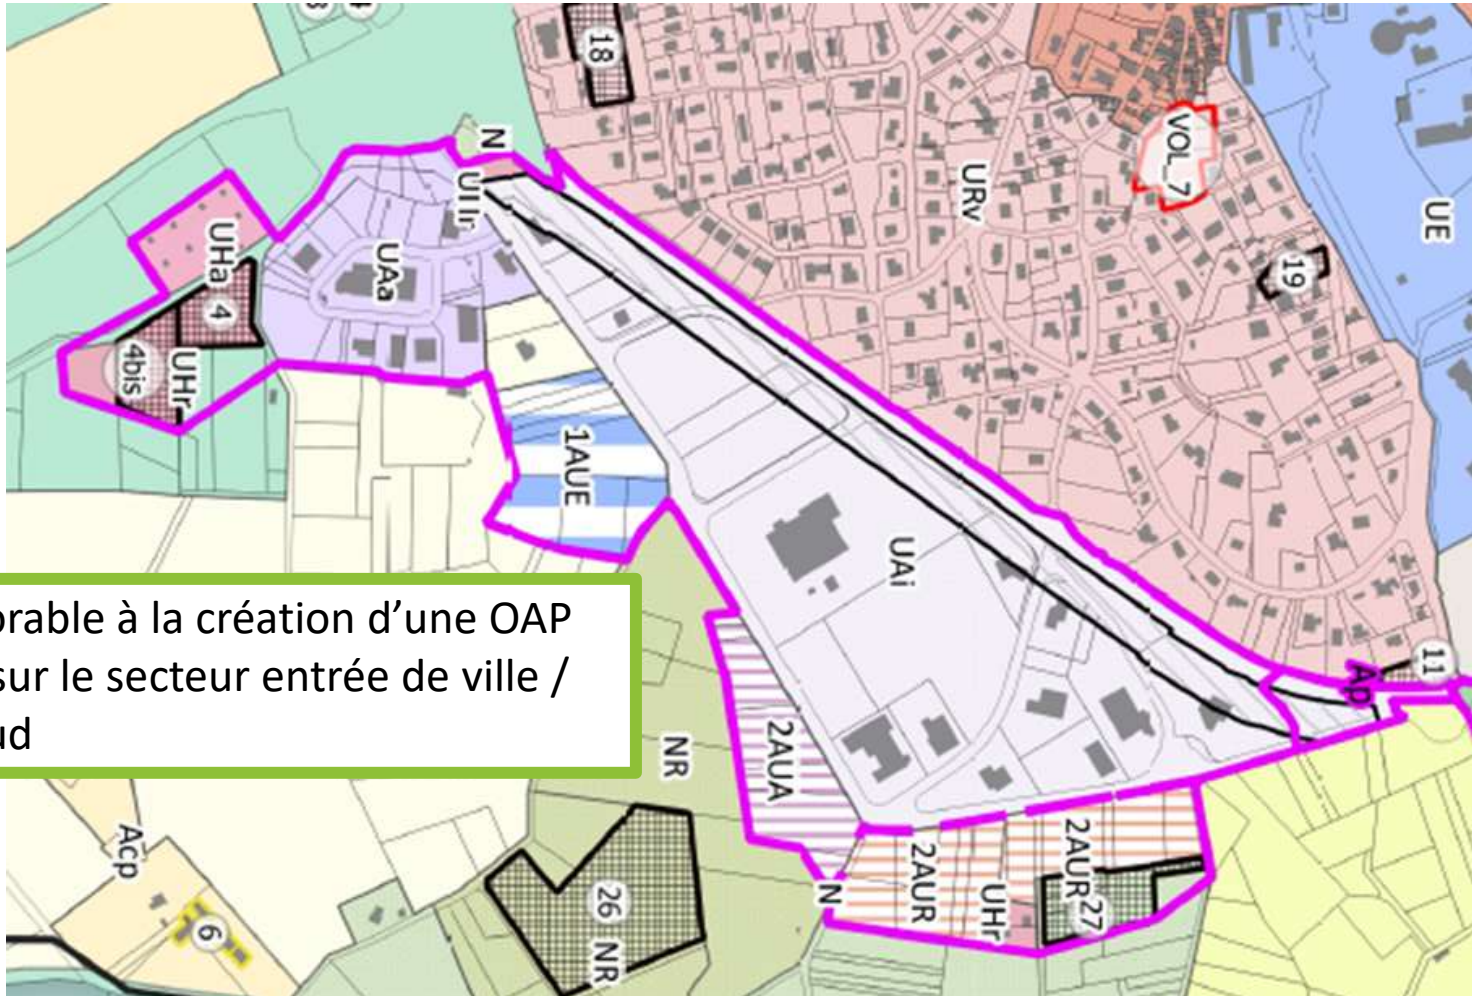 18
N
UIIr
UHa
4
UAa
4bis
UHr
1AUE
URv
VOL_7
UE
19
UAi
11
Ap
orable à la création d’une OAP
sur le secteur entrée de ville /
ud
NR
2AUA
2AUR
2AUR
27
UHr
N
26
NR
Acp
6